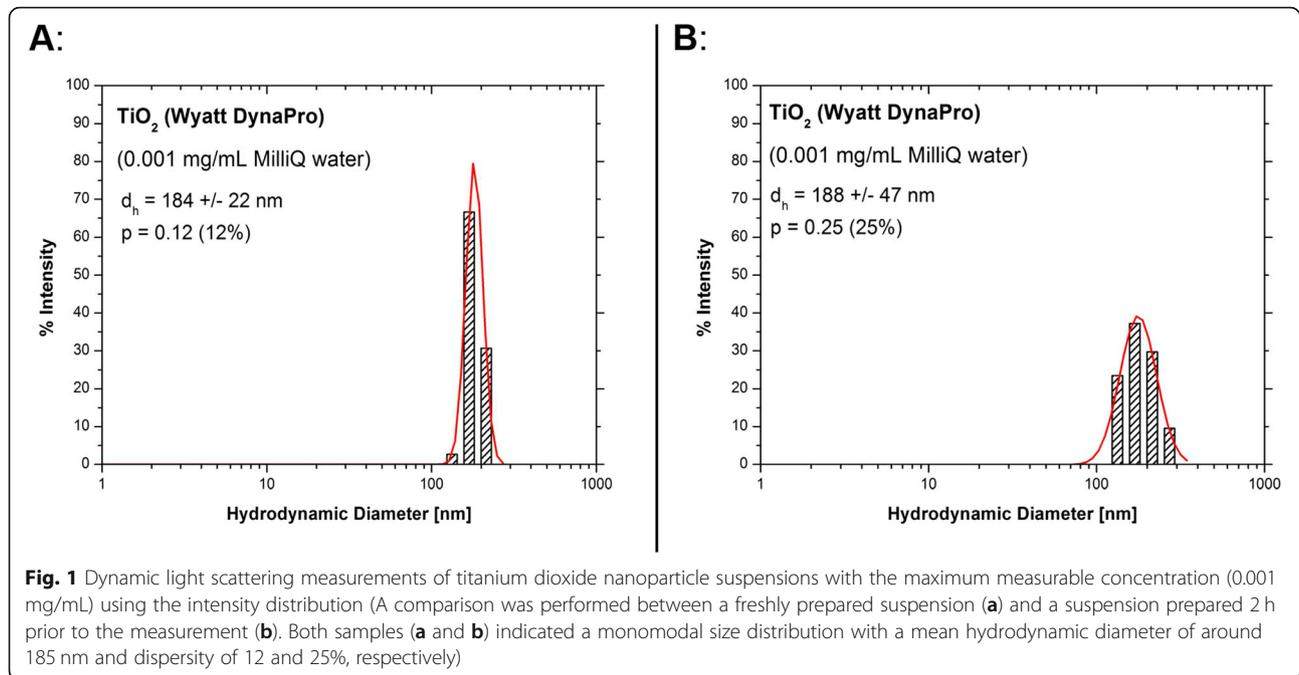 A:
100
90
80
70
60
50
40
30
20
10
0
% Intensity
TiO2 (Wyatt DynaPro)
(0.001 mg/mL MilliQ water)
dh = 184 +/- 22 nm
p = 0.12 (12%)
1
10
100
1000
Hydrodynamic Diameter [nm]
B:
100
90
80
70
60
50
40
30
20
10
0
% Intensity
TiO2 (Wyatt DynaPro)
(0.001 mg/mL MilliQ water)
dh = 188 +/- 47 nm
p = 0.25 (25%)
1
10
100
1000
Hydrodynamic Diameter [nm]
Fig. 1 Dynamic light scattering measurements of titanium dioxide nanoparticle suspensions with the maximum measurable concentration (0.001
mg/mL) using the intensity distribution (A comparison was performed between a freshly prepared suspension (a) and a suspension prepared 2 h
prior to the measurement (b). Both samples (a and b) indicated a monomodal size distribution with a mean hydrodynamic diameter of around
185 nm and dispersity of 12 and 25%, respectively)